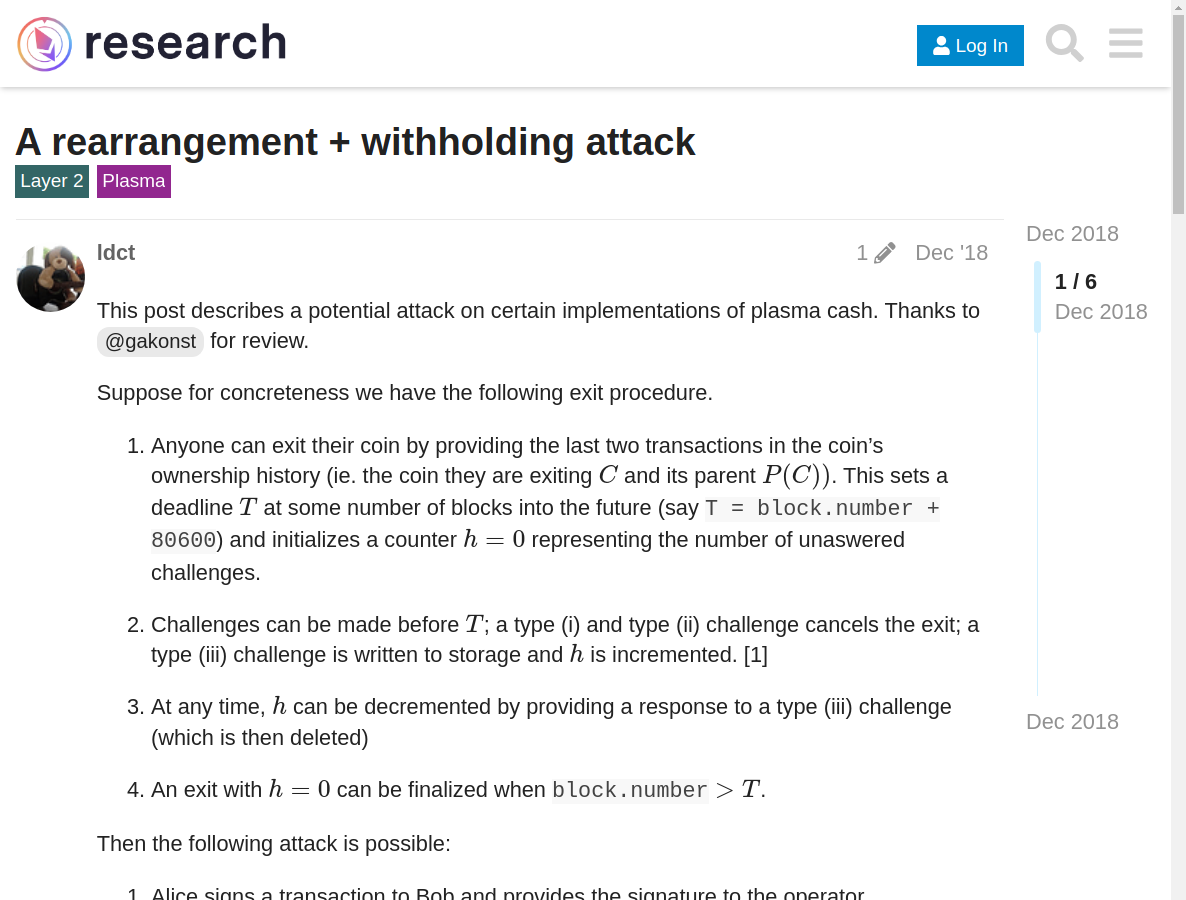 research
Log In
A rearrangement + withholding attack
Layer 2 Plasma
ldct
1 Dec '18
This post describes a potential attack on certain implementations of plasma cash. Thanks to
@gakonst for review.
Suppose for concreteness we have the following exit procedure.
1. Anyone can exit their coin by providing the last two transactions in the coin’s
ownership history (ie. the coin they are exiting C and its parent P(C)). This sets a
deadline T at some number of blocks into the future (say T = block.number +
80600) and initializes a counter h = 0 representing the number of unaswered
challenges.
2. Challenges can be made before T; a type (i) and type (ii) challenge cancels the exit; a
type (iii) challenge is written to storage and h is incremented. [1]
3. At any time, h can be decremented by providing a response to a type (iii) challenge
(which is then deleted)
4. An exit with h = 0 can be finalized when block.number > T.
Then the following attack is possible:
1. Alice signs a transaction to Bob and provides the signature to the operator
Dec 2018
1 / 6
Dec 2018
Dec 2018